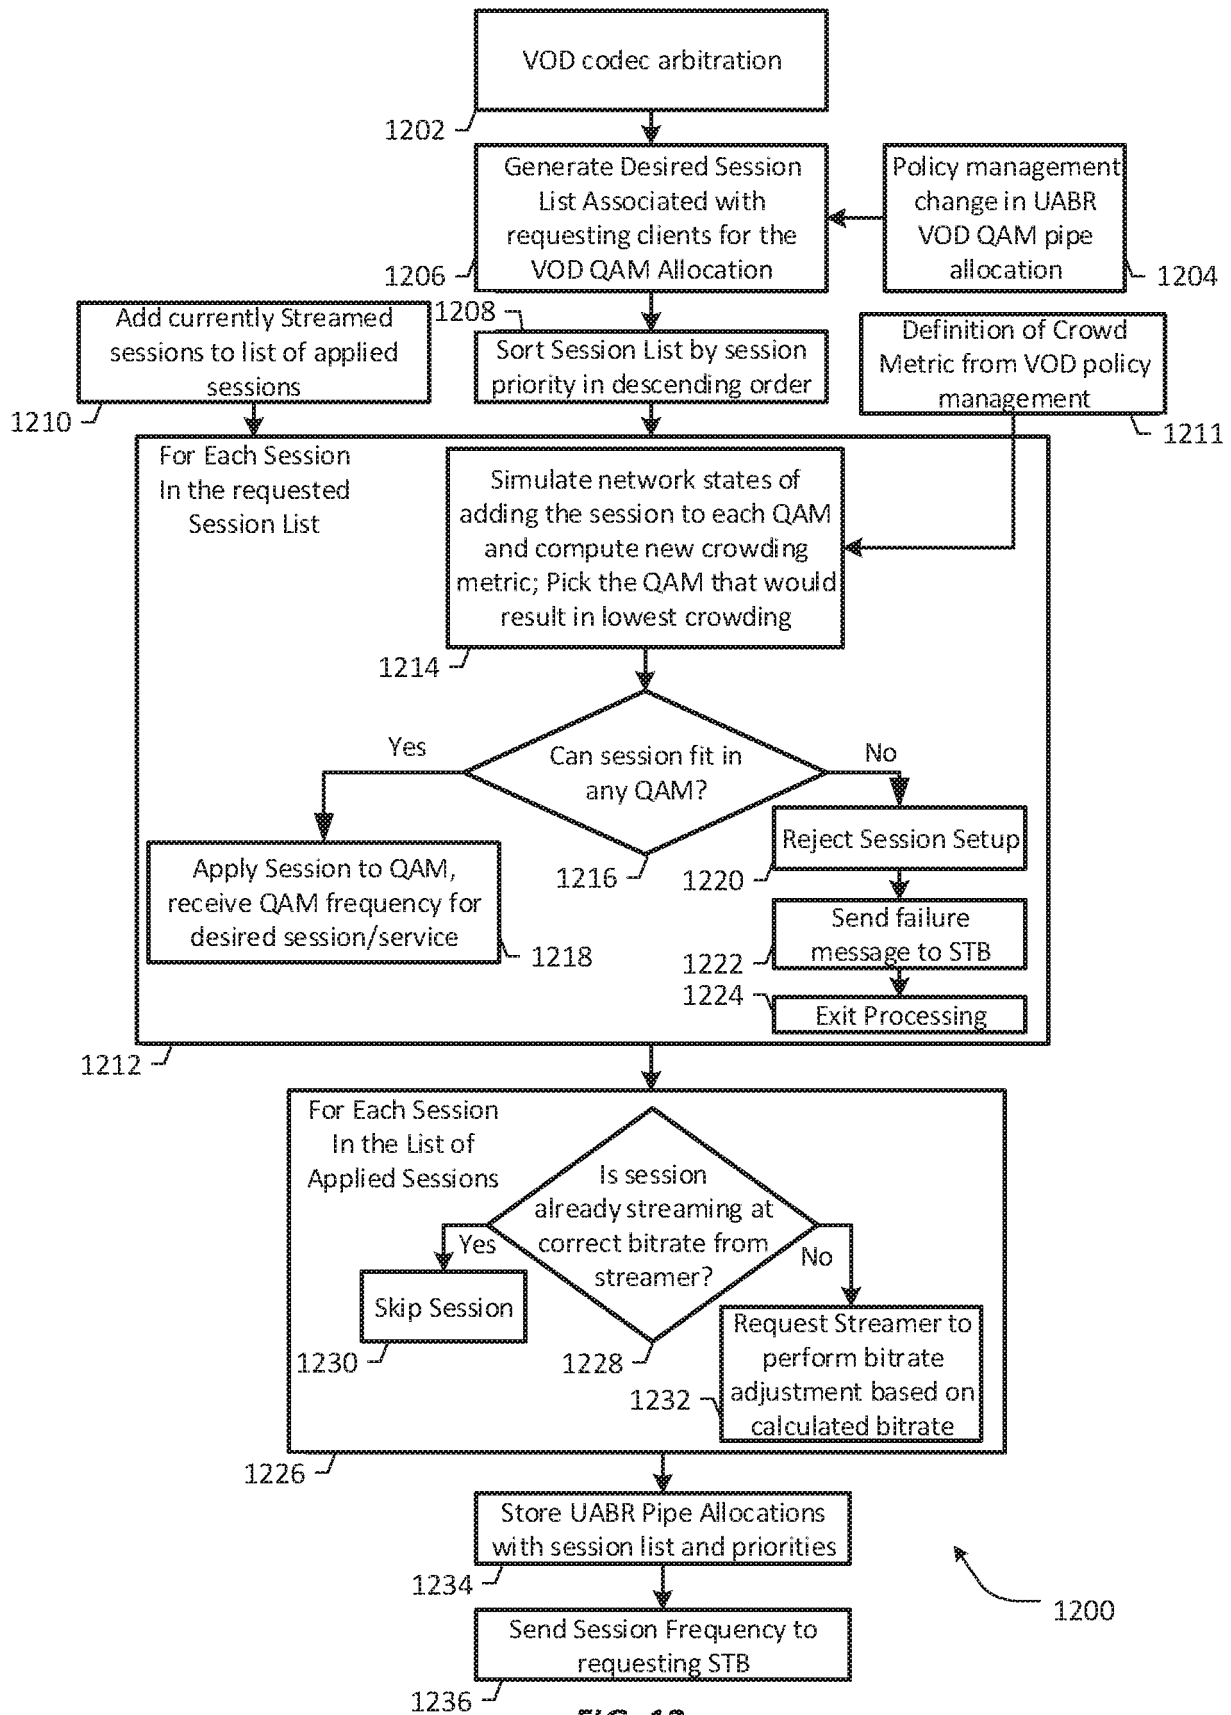 VOD codec arbitration
1202
Generate Desired Session
List Associated with
requesting clients for the
VOD QAM Allocation
1206
Policy management
change in UABR
VOD QAM pipe
allocation
1204
Add currently Streamed
sessions to list of applied
sessions
1210
1208
Sort Session List by session
priority in descending order
Definition of Crowd
Metric from VOD policy
management
1211
For Each Session
In the requested
Session List
Simulate network states of
adding the session to each QAM
and compute new crowding
metric; Pick the QAM that would
result in lowest crowding
1214
Yes
Can session fit in
any QAM?
No
1216
Apply Session to QAM,
receive QAM frequency for
desired session/service
1218
Reject Session Setup
1220
Send failure
message to STB
1222
1224
Exit Processing
1212
For Each Session
In the List of
Applied Sessions
Is session
already streaming at
correct bitrate from
streamer?
Yes
No
Skip Session
1230
1228
Request Streamer to
perform bitrate
adjustment based on
calculated bitrate
1232
1226
Store UABR Pipe Allocations
with session list and priorities
1234
1200
Send Session Frequency to
requesting STB
1236